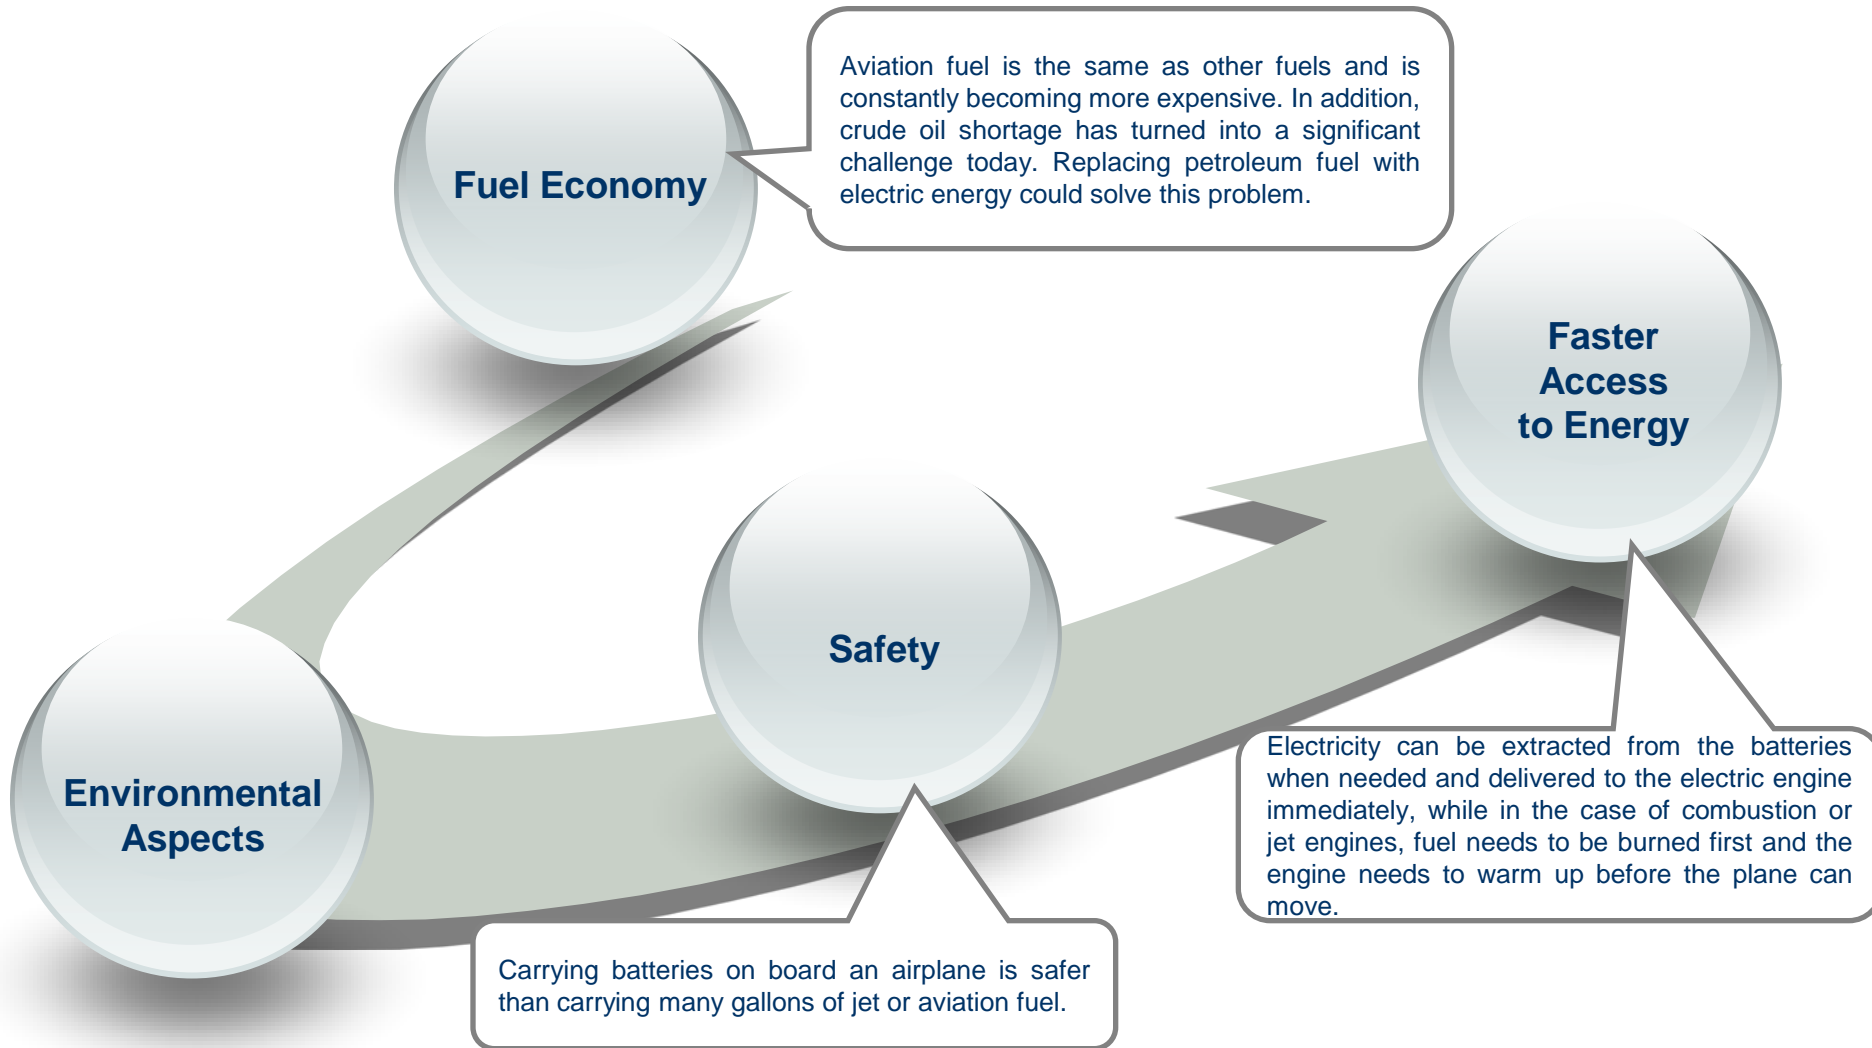 Fuel Economy
Aviation fuel is the same as other fuels and is
constantly becoming more expensive. In addition,
crude oil shortage has turned into a significant
challenge today. Replacing petroleum fuel with
electric energy could solve this problem.
Faster
Access
to Energy
Safety
Environmental
Aspects
Electricity can be extracted from the batteries
when needed and delivered to the electric engine
immediately, while in the case of combustion or
jet engines, fuel needs to be burned first and the
engine needs to warm up before the plane can
move.
Carrying batteries on board an airplane is safer
than carrying many gallons of jet or aviation fuel.